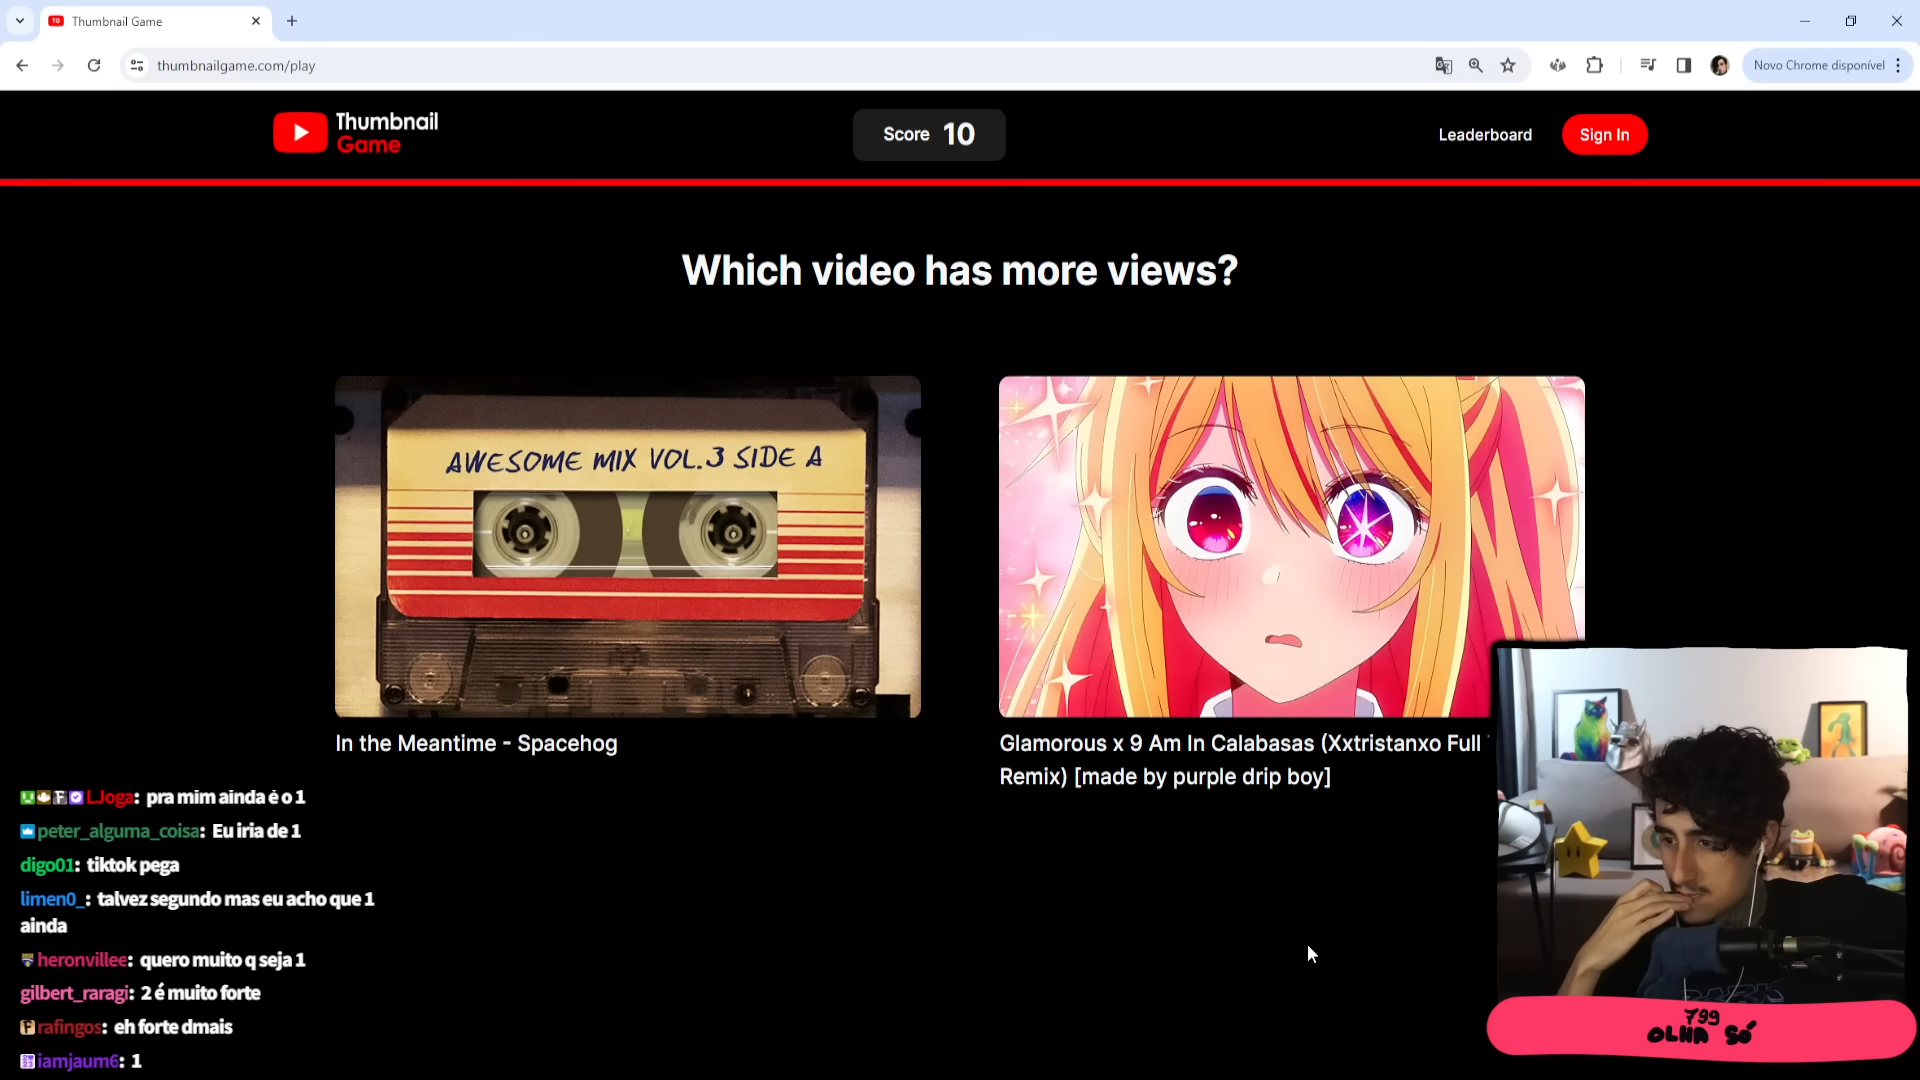 Thumbnail Game
thumbnailgame.com/play
Novo Chrome disponível
Thumbnail
Game
Score 10
Leaderboard
Sign In
Which video has more views?
AWESOME MIX VOL.3 SIDE A
In the Meantime - Spacehog
Glamorous x 9 Am In Calabasas (Xxtristanxo Full
Remix) [made by purple drip boy]
LJoga: pra mim ainda é o 1
peter_alguma_coisa: Eu iria de 1
digo01: tiktok pega
limen0_: talvez segundo mas eu acho que 1
ainda
heronvillee: quero muito q seja 1
gilbert_raragi: 2 é muito forte
rafingos: eh forte dmais
iamjaum6: 1
799
OLHA SÓ